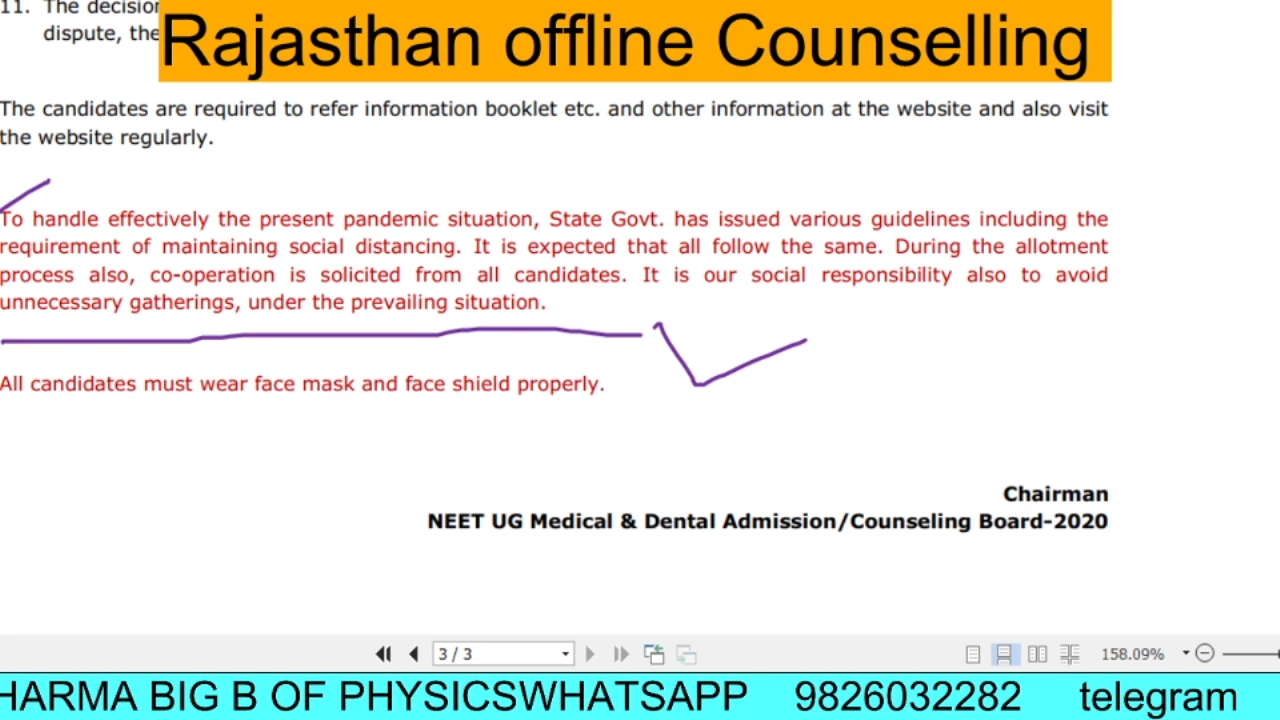 11. The decision
dispute, the
Rajasthan offline Counselling
The candidates are required to refer information booklet etc. and other information at the website and also visit
the website regularly.
To handle effectively the present pandemic situation, State Govt. has issued various guidelines including the
requirement of maintaining social distancing. It is expected that all follow the same. During the allotment
process also, co-operation is solicited from all candidates. It is our social responsibility also to avoid
unnecessary gatherings, under the prevailing situation.
All candidates must wear face mask and face shield properly.
Chairman
NEET UG Medical & Dental Admission/Counseling Board-2020
3 / 3 158.09%
HARMA BIG B OF PHYSICSWHATSAPP 9826032282 telegram